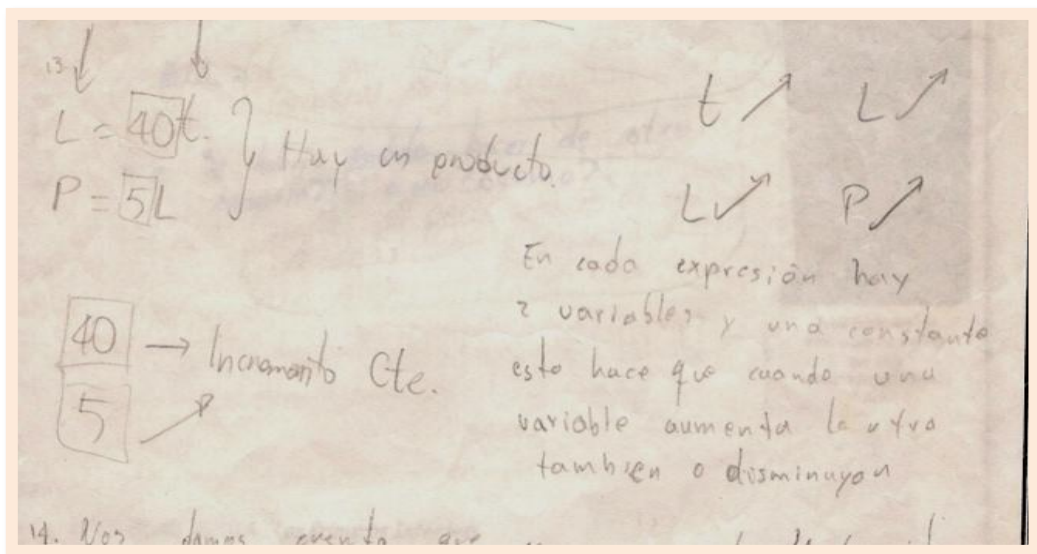 13.
L = 40t. } Hay un producto.
P = 5L
t ↗ L ↗
L ↗ P ↗
40 → Incremento Cte.
5 ↗
En cada expresión hay
2 variables y una constante
esto hace que cuando una
variable aumenta la otra
tambien o disminuyan
14. Nos damos cuenta que